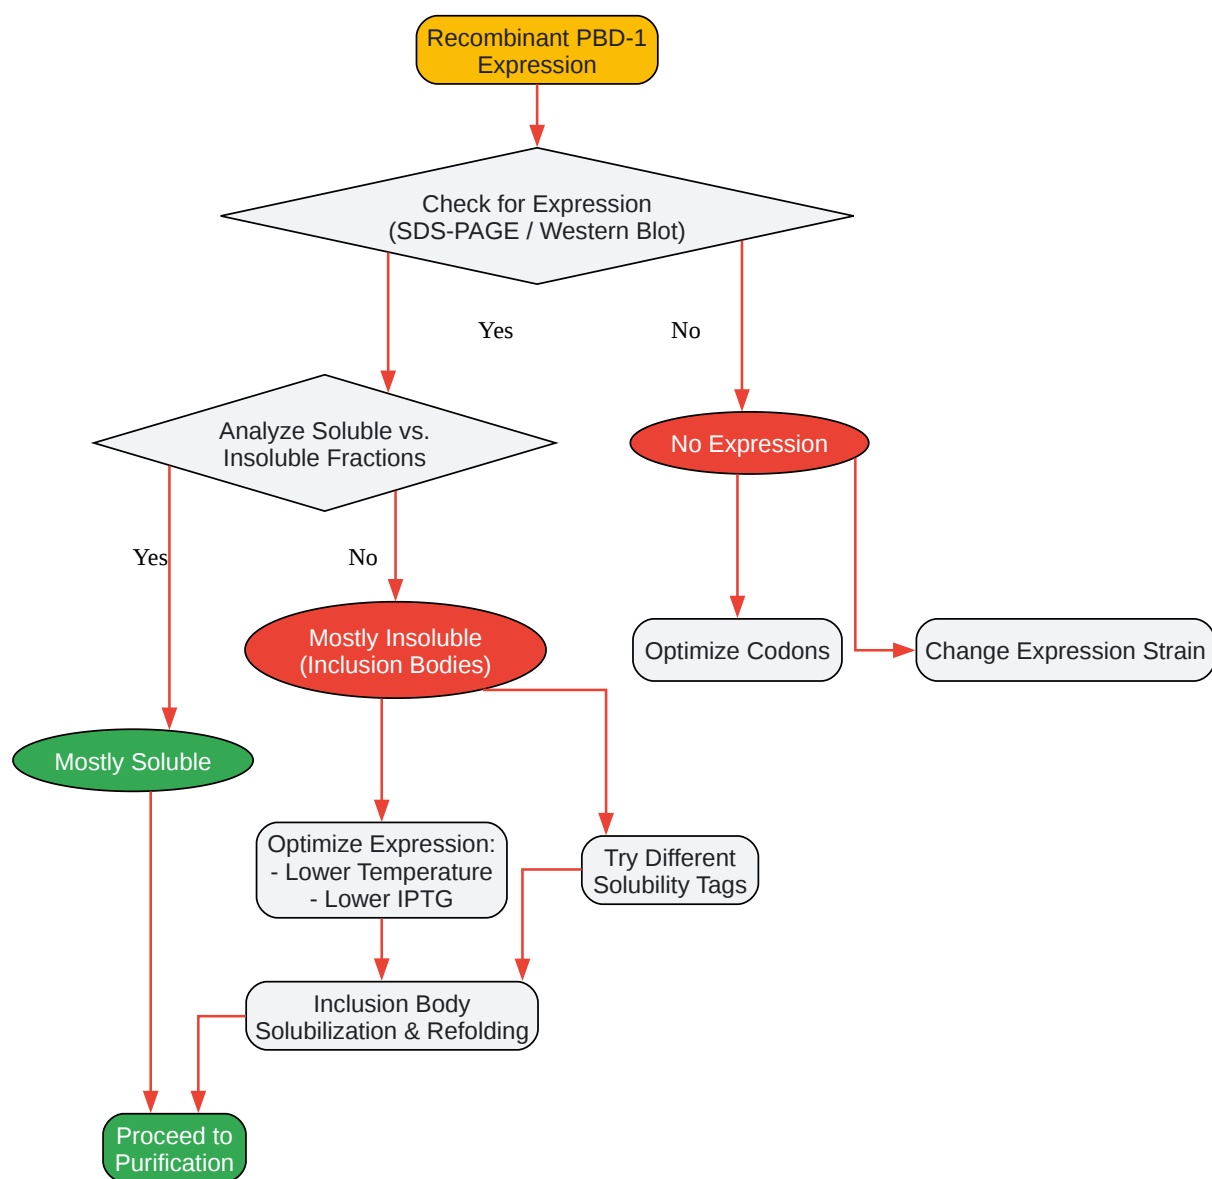 Recombinant PBD-1
Expression
Check for Expression
(SDS-PAGE / Western Blot)
Yes
No
Analyze Soluble vs.
Insoluble Fractions
No Expression
Yes
No
Mostly Insoluble
(Inclusion Bodies)
Optimize Codons
Change Expression Strain
Mostly Soluble
Optimize Expression:
- Lower Temperature
- Lower IPTG
Try Different
Solubility Tags
Inclusion Body
Solubilization & Refolding
Proceed to
Purification